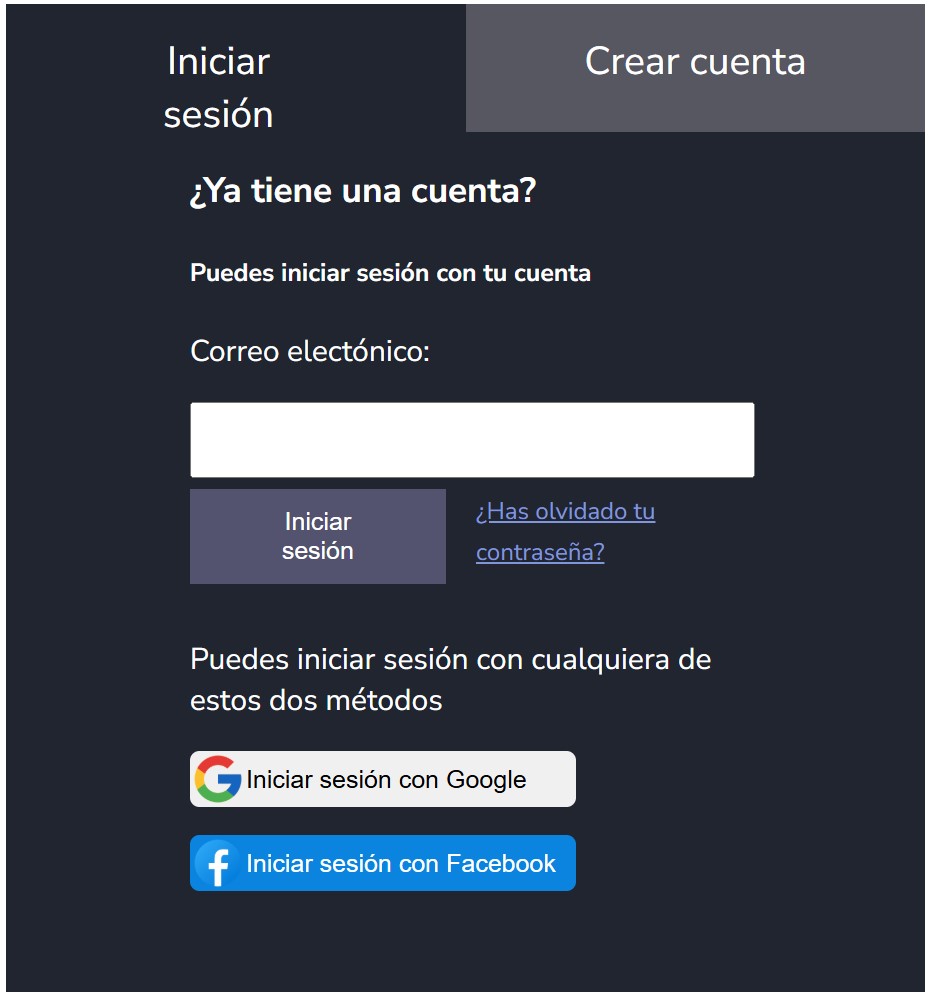 Iniciar
sesión
Crear cuenta
¿Ya tiene una cuenta?
Puedes iniciar sesión con tu cuenta
Correo electónico:
Iniciar
sesión
¿Has olvidado tu
contraseña?
Puedes iniciar sesión con cualquiera de
estos dos métodos
Iniciar sesión con Google
Iniciar sesión con Facebook